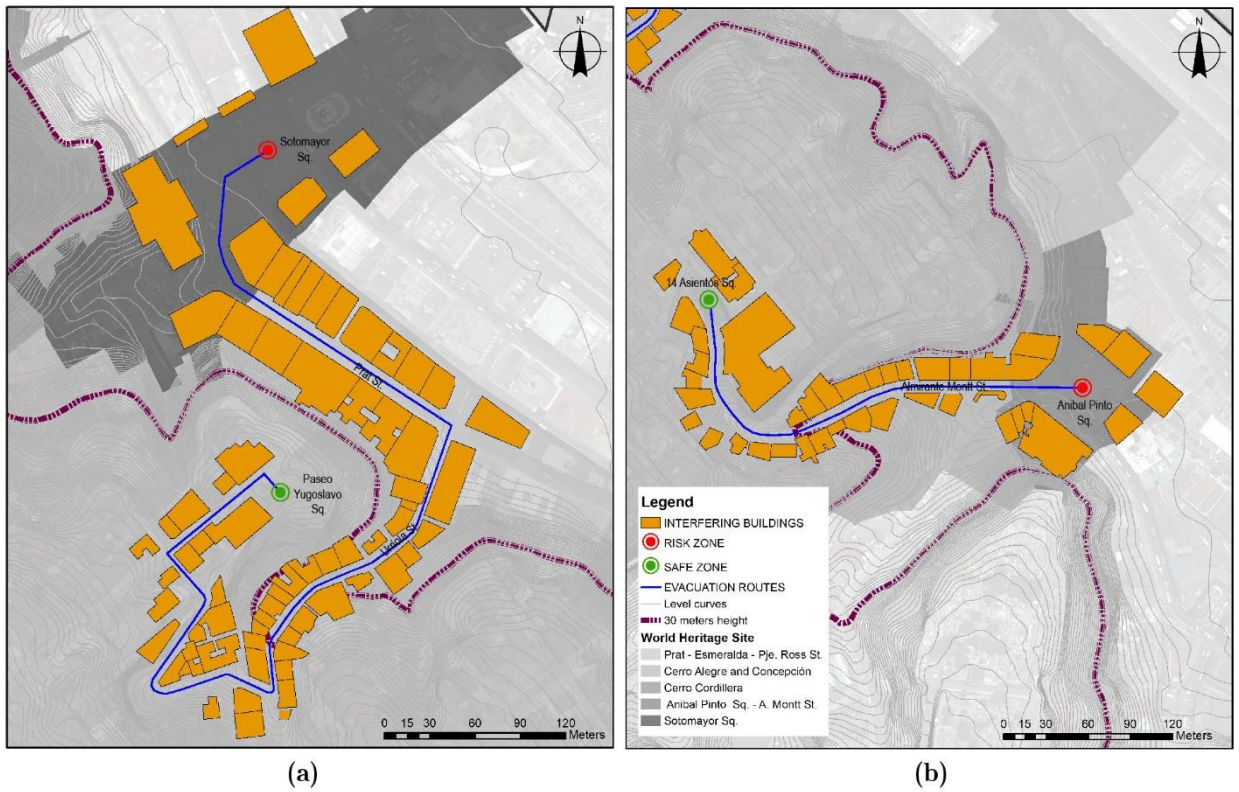 N
Sotomayor
Sq.
Prat St.
Paseo
Yugoslavo
Sq.
Urriola St.
0 15 30 60 90 120
Meters
(a)
N
14 Asientos Sq.
Almirante Montt St.
Anibal Pinto
Sq.
Legend
INTERFERING BUILDINGS
RISK ZONE
SAFE ZONE
EVACUATION ROUTES
Level curves
30 meters height
World Heritage Site
Prat - Esmeralda - Pje. Ross St.
Cerro Alegre and Concepción
Cerro Cordillera
Anibal Pinto Sq. - A. Montt St.
Sotomayor Sq.
0 15 30 60 90 120
Meters
(b)